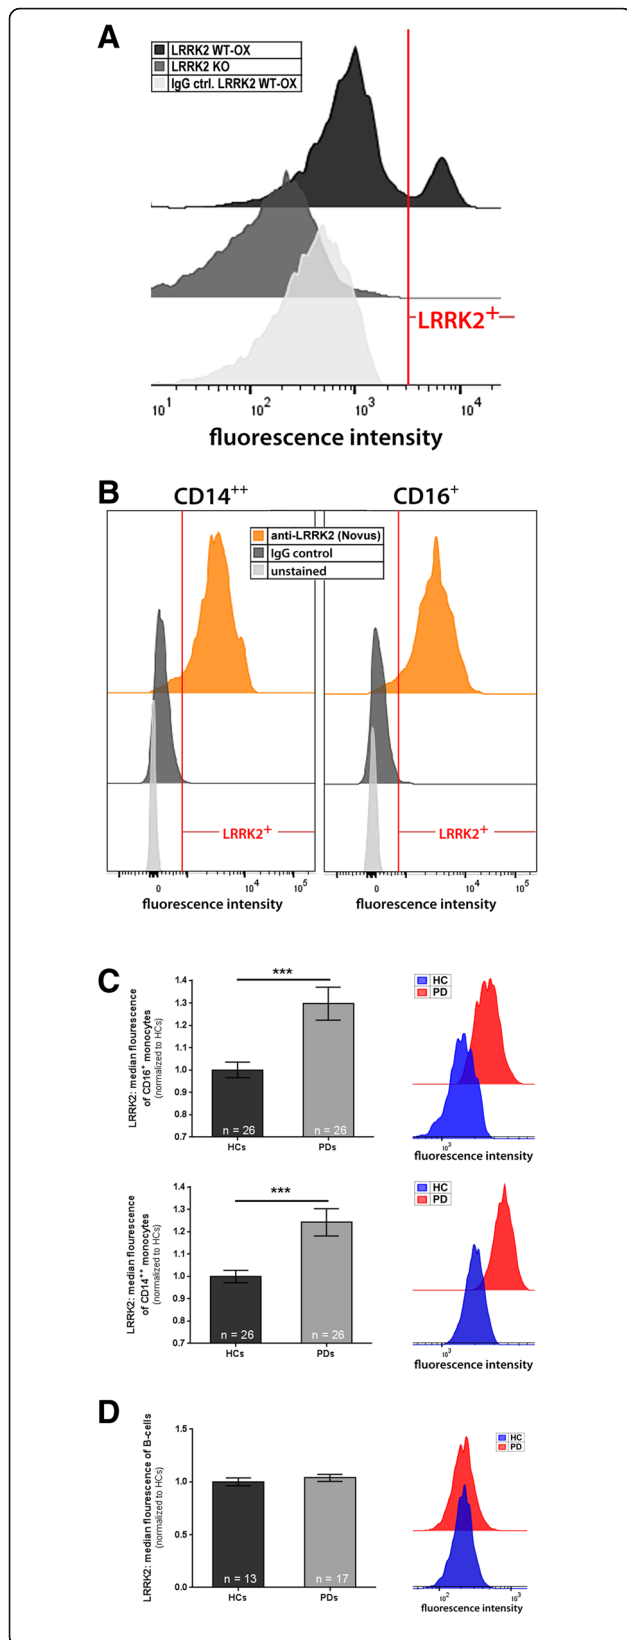 A
LRRK2 WT-OX
LRRK2 KO
IgG ctrl. LRRK2 WT-OX
LRRK2+
10^1 10^2 10^3 10^4
fluorescence intensity
B
CD14++ CD16+
anti-LRRK2 (Novus)
IgG control
unstained
LRRK2+ LRRK2+
0 10^4 10^5 0 10^4 10^5
fluorescence intensity fluorescence intensity
C
LRRK2: median flourescence
of CD16+ monocytes
(normalized to HCs)
1.4
1.3
1.2
1.1
1.0
0.9
0.8
0.7
***
n = 26 n = 26
HCs PDs
HC
PD
10^3
fluorescence intensity
LRRK2: median flourescence
of CD14++ monocytes
(normalized to HCs)
1.4
1.3
1.2
1.1
1.0
0.9
0.8
0.7
***
n = 26 n = 26
HCs PDs
HC
PD
10^3
fluorescence intensity
D
LRRK2: median flourescence of B-cells
(normalized to HCs)
1.5
1.0
0.5
0.0
n = 13 n = 17
HCs PDs
HC
PD
10^2 10^3
fluorescence intensity